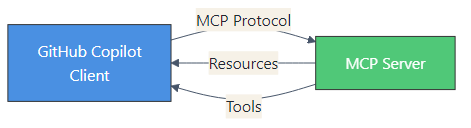 MCP Protocol
GitHub Copilot
Client
Resources
MCP Server
Tools